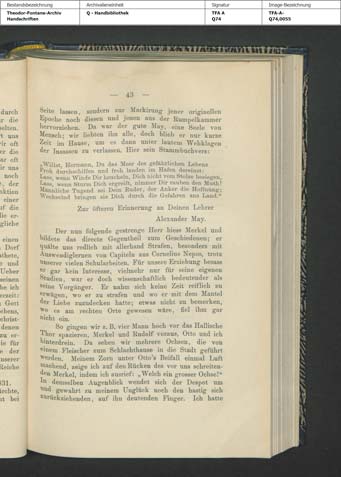 Bestandsbezeichnung
Archivalieneinheit
Signatur
Image-Bezeichnung
Theodor-Fontane-Archiv
Handschriften
Q - Handbibliothek
TFA A
Q74
TFA-A-
Q74,0055
— 43 —
Seite lassen, sondern zur Markirung jener originellen
Epoche noch diesen und jenen aus der Rumpelkammer
hervorziehen. Da war der gute May, eine Seele von
Mensch; wir liebten ihn alle, doch blieb er nur kurze
Zeit im Hause, um es dann unter lautem Wehklagen
der Insassen zu verlassen. Hier sein Stammbuchvers:
„Willst, Hermann, Du das Meer des gefährlichen Lebens
Froh durchschiffen und froh landen im Hafen dereinst:
Lass, wenn Winde Dir heucheln, Dich nicht vom Stolze besiegen,
Lass, wenn Sturm Dich ergreift, nimmer Dir rauben den Muth!
Männliche Tugend sei Dein Ruder, der Anker die Hoffnung;
Wechselnd bringen sie Dich durch die Gefahren ans Land.“
Zur öfteren Erinnerung an Deinen Lehrer
Alexander May.
Der nun folgende gestrenge Herr hiess Merkel und
bildete das directe Gegentheil zum Geschiedenen; er
quälte uns redlich mit allerhand Strafen, besonders mit
Auswendiglernen von Capiteln aus Cornelius Nepos, trotz
unserer vielen Schularbeiten. Für unsere Erziehung besass
er gar kein Interesse, vielmehr nur für seine eigenen
Studien, war er doch wissenschaftlich bedeutender als
seine Vorgänger. Er nahm sich keine Zeit reiflich zu
erwägen, wo er zu strafen und wo er mit dem Mantel
der Liebe zuzudecken hatte; etwas nicht zu bemerken,
wo es am rechten Orte gewesen wäre, fiel ihm gar
nicht ein.
So gingen wir z. B. vier Mann hoch vor das Hallische
Thor spazieren, Merkel und Rudolf voraus, Otto und ich
hinterdrein. Da sehen wir mehrere Ochsen, die von
einem Fleischer zum Schlachthause in die Stadt geführt
werden. Meinem Zorn unter Otto's Beifall einmal Luft
machend, zeige ich auf den Rücken des vor uns schreiten-
den Merkel, indem ich ausrief: „Welch ein grosser Ochse!“
In demselben Augenblick wendet sich der Despot um
und gewahrt zu meinem Unglück noch den hastig sich
zurückziehenden, auf ihn deutenden Finger. Ich hatte